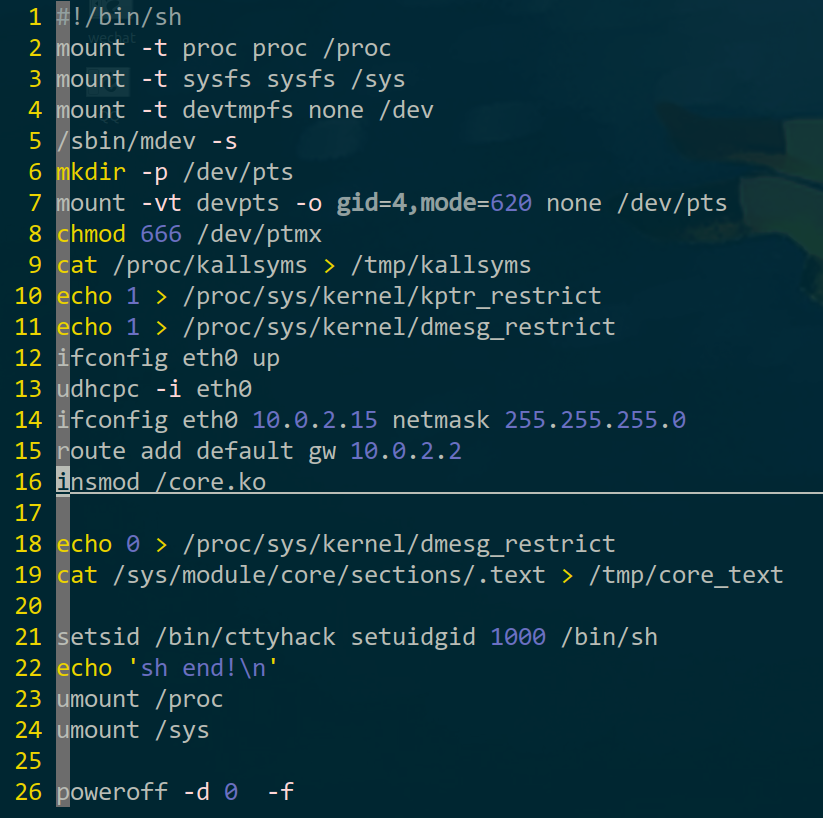 1 #!/bin/sh
2 mount -t proc proc /proc
3 mount -t sysfs sysfs /sys
4 mount -t devtmpfs none /dev
5 /sbin/mdev -s
6 mkdir -p /dev/pts
7 mount -vt devpts -o gid=4,mode=620 none /dev/pts
8 chmod 666 /dev/ptmx
9 cat /proc/kallsyms > /tmp/kallsyms
10 echo 1 > /proc/sys/kernel/kptr_restrict
11 echo 1 > /proc/sys/kernel/dmesg_restrict
12 ifconfig eth0 up
13 udhcpc -i eth0
14 ifconfig eth0 10.0.2.15 netmask 255.255.255.0
15 route add default gw 10.0.2.2
16 insmod /core.ko
17
18 echo 0 > /proc/sys/kernel/dmesg_restrict
19 cat /sys/module/core/sections/.text > /tmp/core_text
20
21 setsid /bin/cttyhack setuidgid 1000 /bin/sh
22 echo 'sh end!\n'
23 umount /proc
24 umount /sys
25
26 poweroff -d 0  -f
wechat